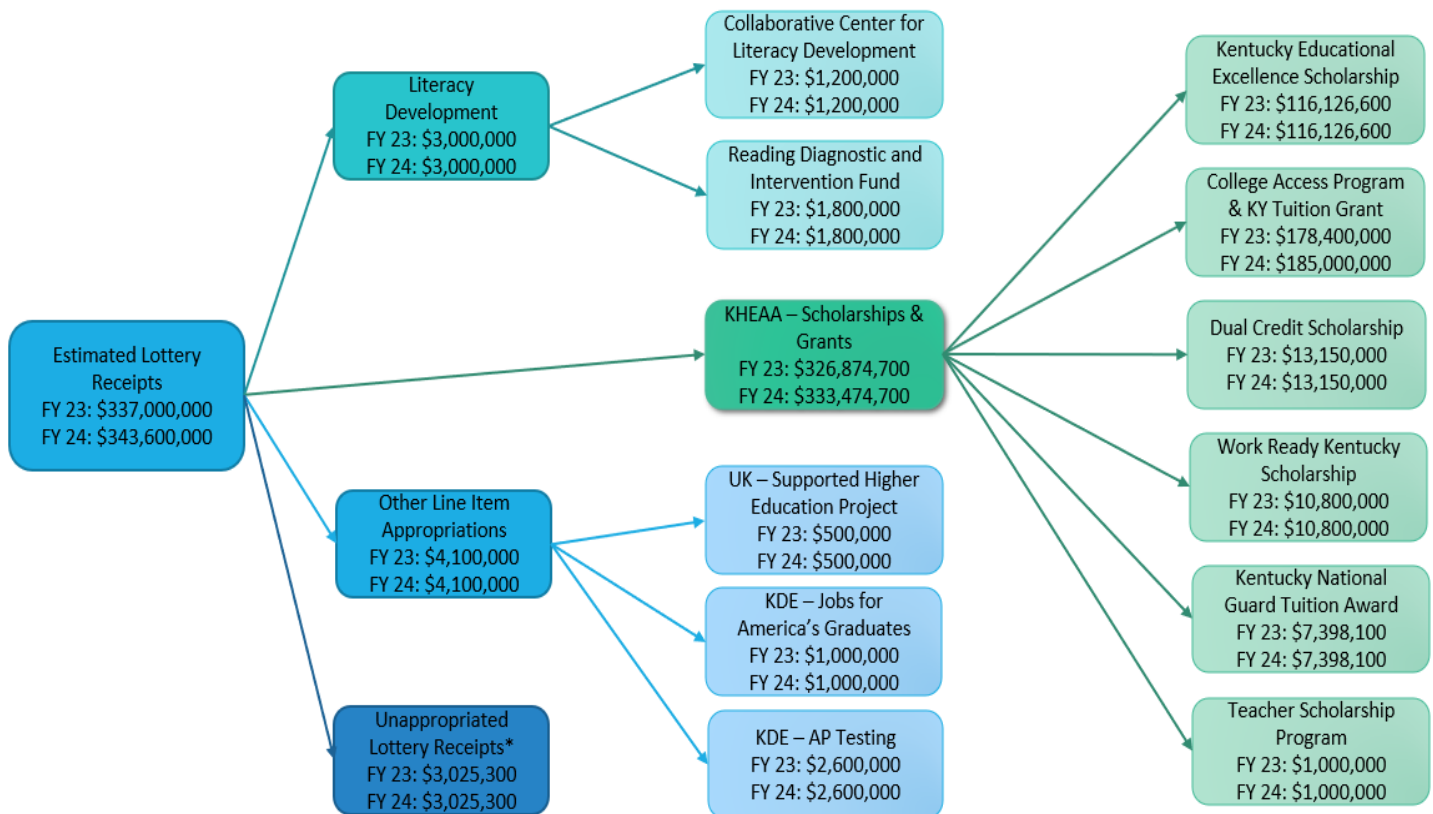 Estimated Lottery
Receipts
FY 23: $337,000,000
FY 24: $343,600,000
Literacy
Development
FY 23: $3,000,000
FY 24: $3,000,000
Other Line Item
Appropriations
FY 23: $4,100,000
FY 24: $4,100,000
Unappropriated
Lottery Receipts*
FY 23: $3,025,300
FY 24: $3,025,300
Collaborative Center for
Literacy Development
FY 23: $1,200,000
FY 24: $1,200,000
Reading Diagnostic and
Intervention Fund
FY 23: $1,800,000
FY 24: $1,800,000
KHEAA – Scholarships &
Grants
FY 23: $326,874,700
FY 24: $333,474,700
UK – Supported Higher
Education Project
FY 23: $500,000
FY 24: $500,000
KDE – Jobs for
America’s Graduates
FY 23: $1,000,000
FY 24: $1,000,000
KDE – AP Testing
FY 23: $2,600,000
FY 24: $2,600,000
Kentucky Educational
Excellence Scholarship
FY 23: $116,126,600
FY 24: $116,126,600
College Access Program
& KY Tuition Grant
FY 23: $178,400,000
FY 24: $185,000,000
Dual Credit Scholarship
FY 23: $13,150,000
FY 24: $13,150,000
Work Ready Kentucky
Scholarship
FY 23: $10,800,000
FY 24: $10,800,000
Kentucky National
Guard Tuition Award
FY 23: $7,398,100
FY 24: $7,398,100
Teacher Scholarship
Program
FY 23: $1,000,000
FY 24: $1,000,000